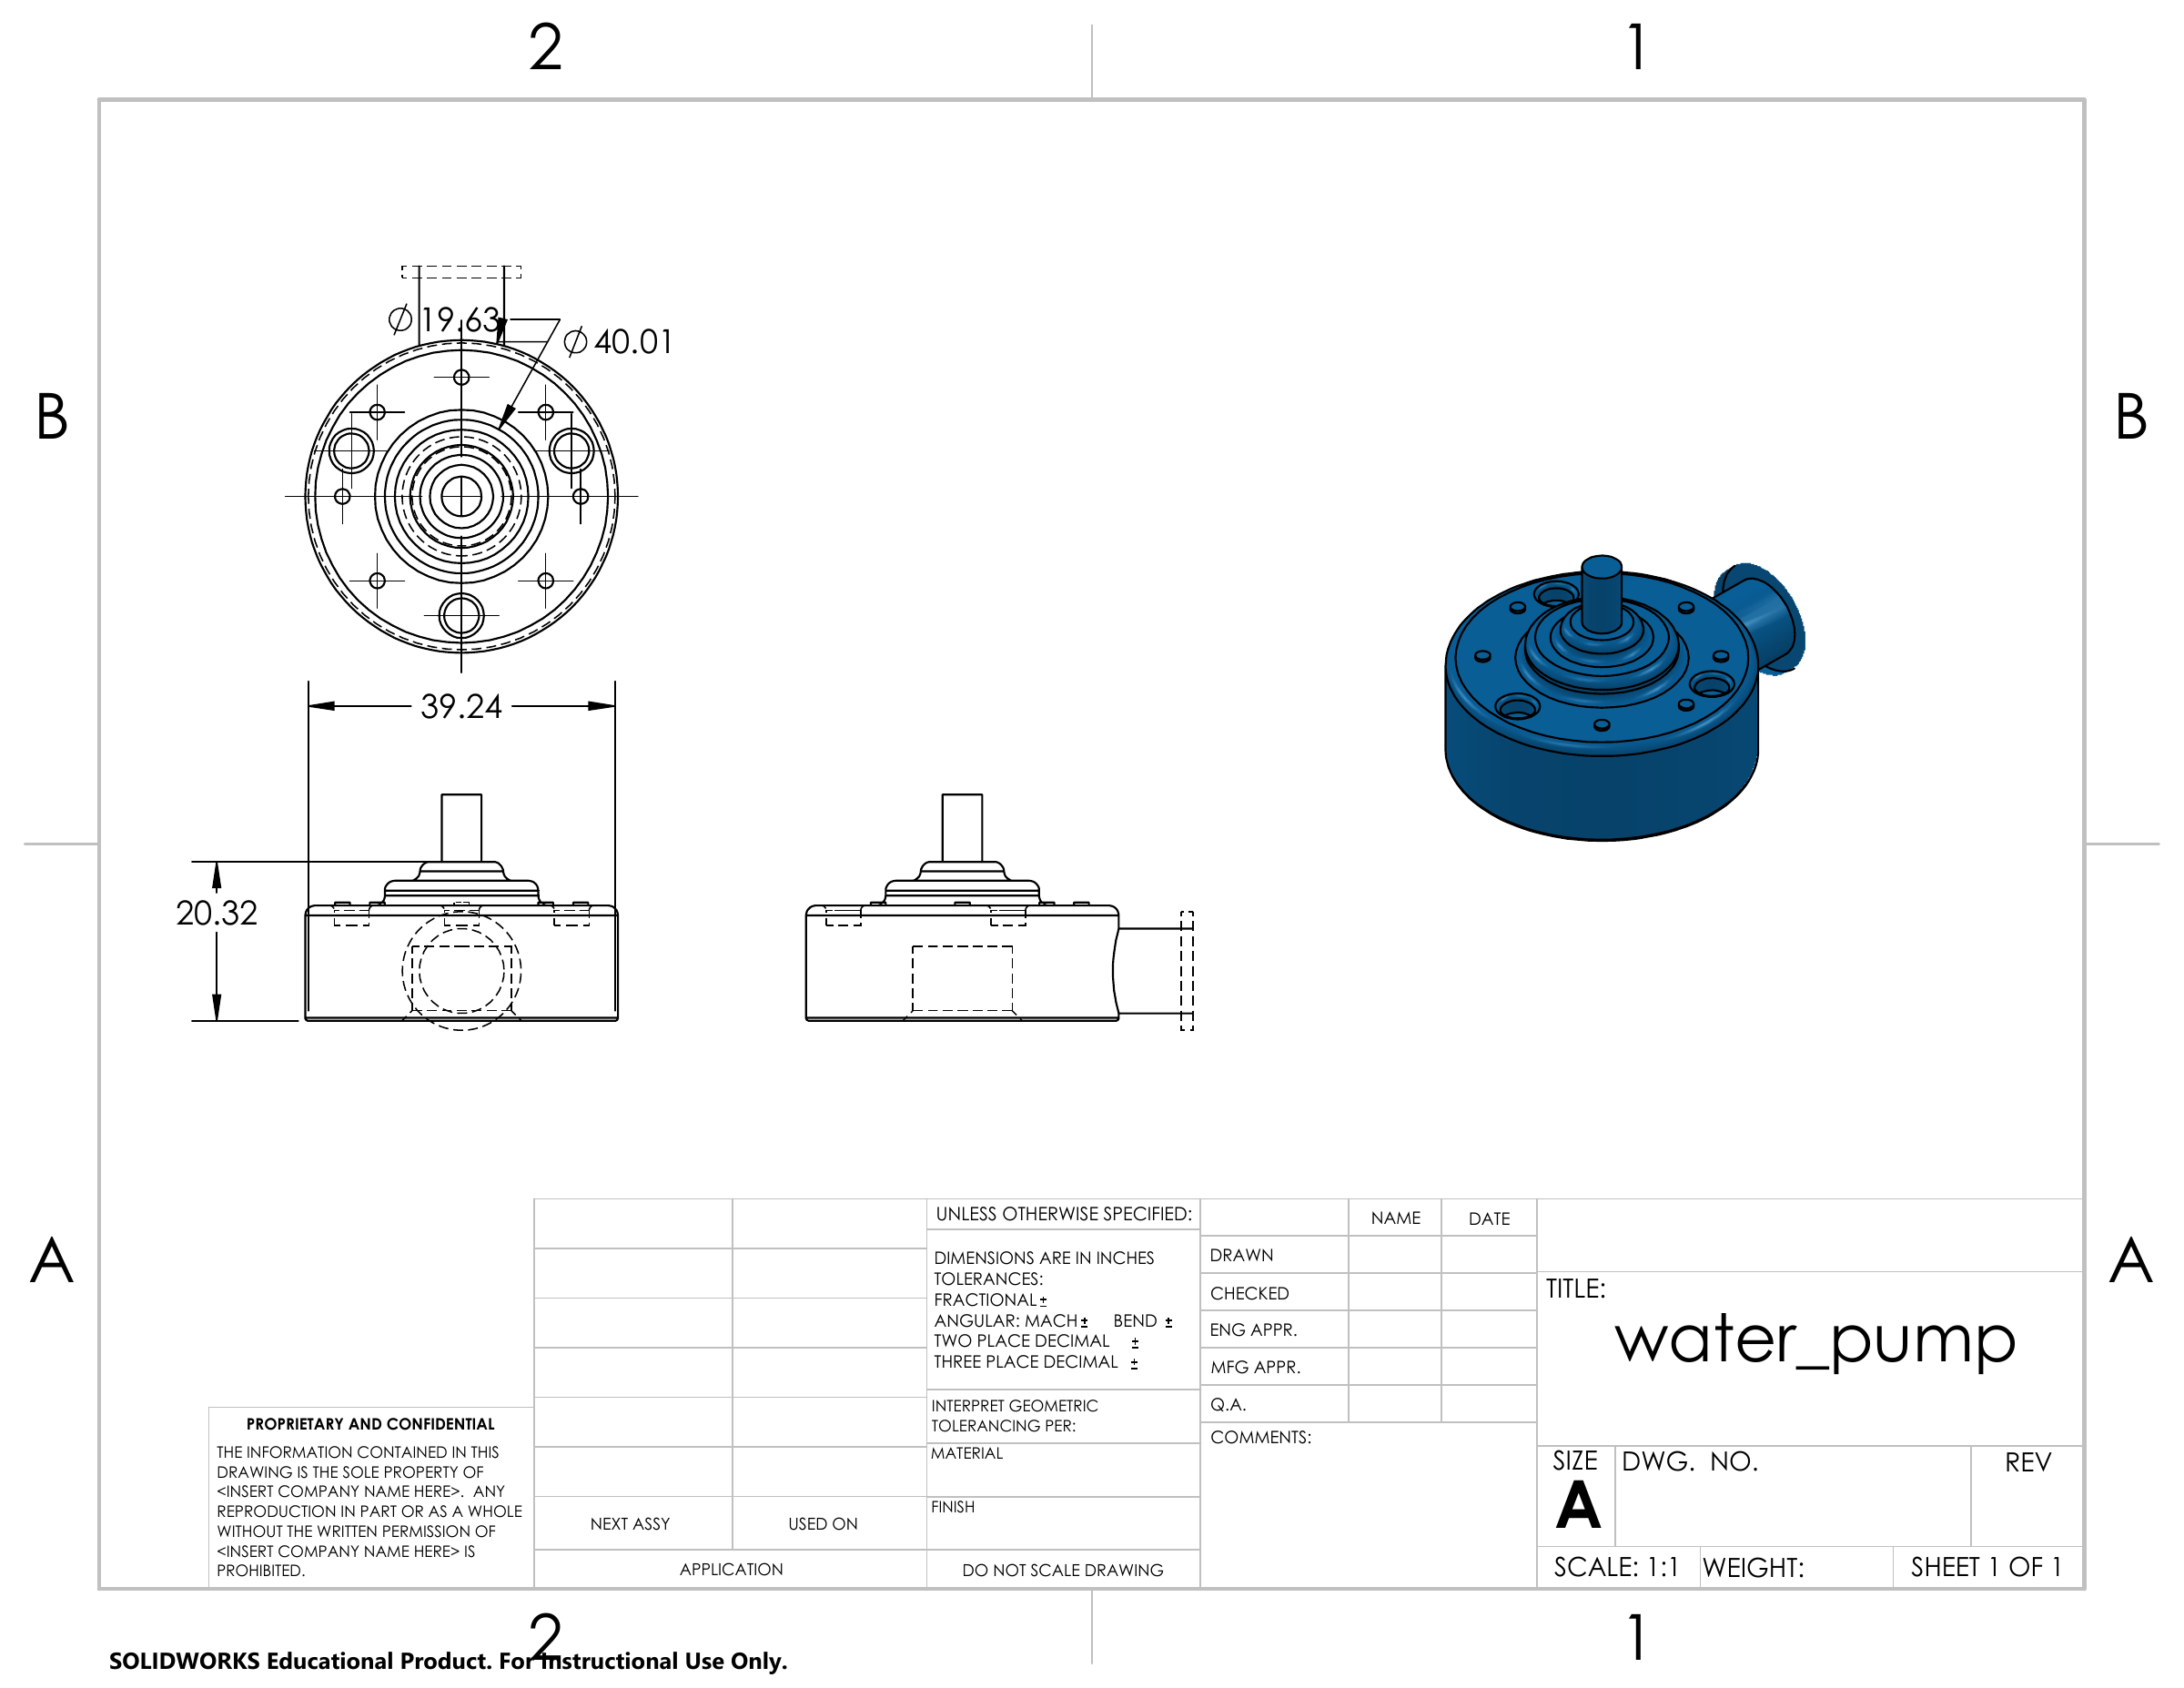 2
1
B
B
⌀19.63
⌀40.01
39.24
20.32
A
A
UNLESS OTHERWISE SPECIFIED:
DIMENSIONS ARE IN INCHES
TOLERANCES:
FRACTIONAL±
ANGULAR: MACH± BEND ±
TWO PLACE DECIMAL ±
THREE PLACE DECIMAL ±
INTERPRET GEOMETRIC
TOLERANCING PER:
MATERIAL
FINISH
DO NOT SCALE DRAWING
NAME DATE
DRAWN
CHECKED
ENG APPR.
MFG APPR.
Q.A.
COMMENTS:
TITLE:
water_pump
SIZE DWG. NO. REV
A
SCALE: 1:1 WEIGHT: SHEET 1 OF 1
PROPRIETARY AND CONFIDENTIAL
THE INFORMATION CONTAINED IN THIS
DRAWING IS THE SOLE PROPERTY OF
<INSERT COMPANY NAME HERE>. ANY
REPRODUCTION IN PART OR AS A WHOLE
WITHOUT THE WRITTEN PERMISSION OF
<INSERT COMPANY NAME HERE> IS
PROHIBITED.
NEXT ASSY USED ON
APPLICATION
2
1
SOLIDWORKS Educational Product. For Instructional Use Only.